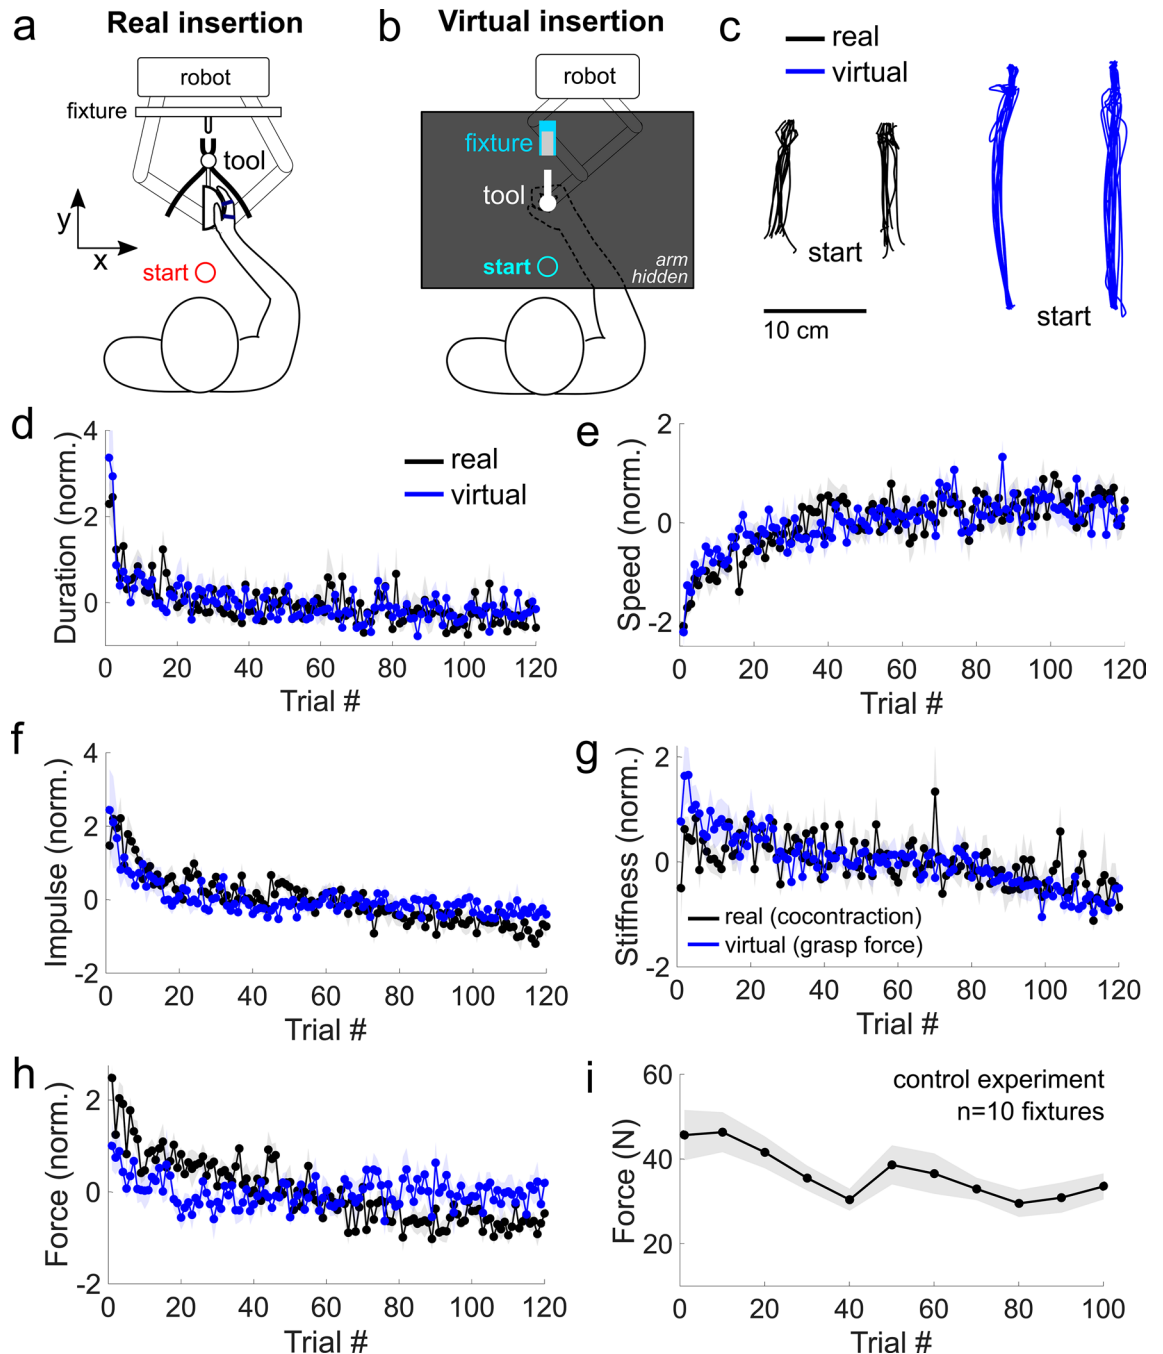 a
Real insertion
robot
fixture
tool
y
x
start
b
Virtual insertion
robot
fixture
tool
start
arm
hidden
c
real
virtual
start
start
10 cm
d
Duration (norm.)
4
2
0
real
virtual
0 20 40 60 80 100 120
Trial #
e
Speed (norm.)
2
0
-2
0 20 40 60 80 100 120
Trial #
f
Impulse (norm.)
4
2
0
-2
0 20 40 60 80 100 120
Trial #
g
Stiffness (norm.)
2
0
-2
real (cocontraction)
virtual (grasp force)
0 20 40 60 80 100 120
Trial #
h
Force (norm.)
2
0
-2
0 20 40 60 80 100 120
Trial #
i
Force (N)
60
40
20
control experiment
n=10 fixtures
0 20 40 60 80 100
Trial #